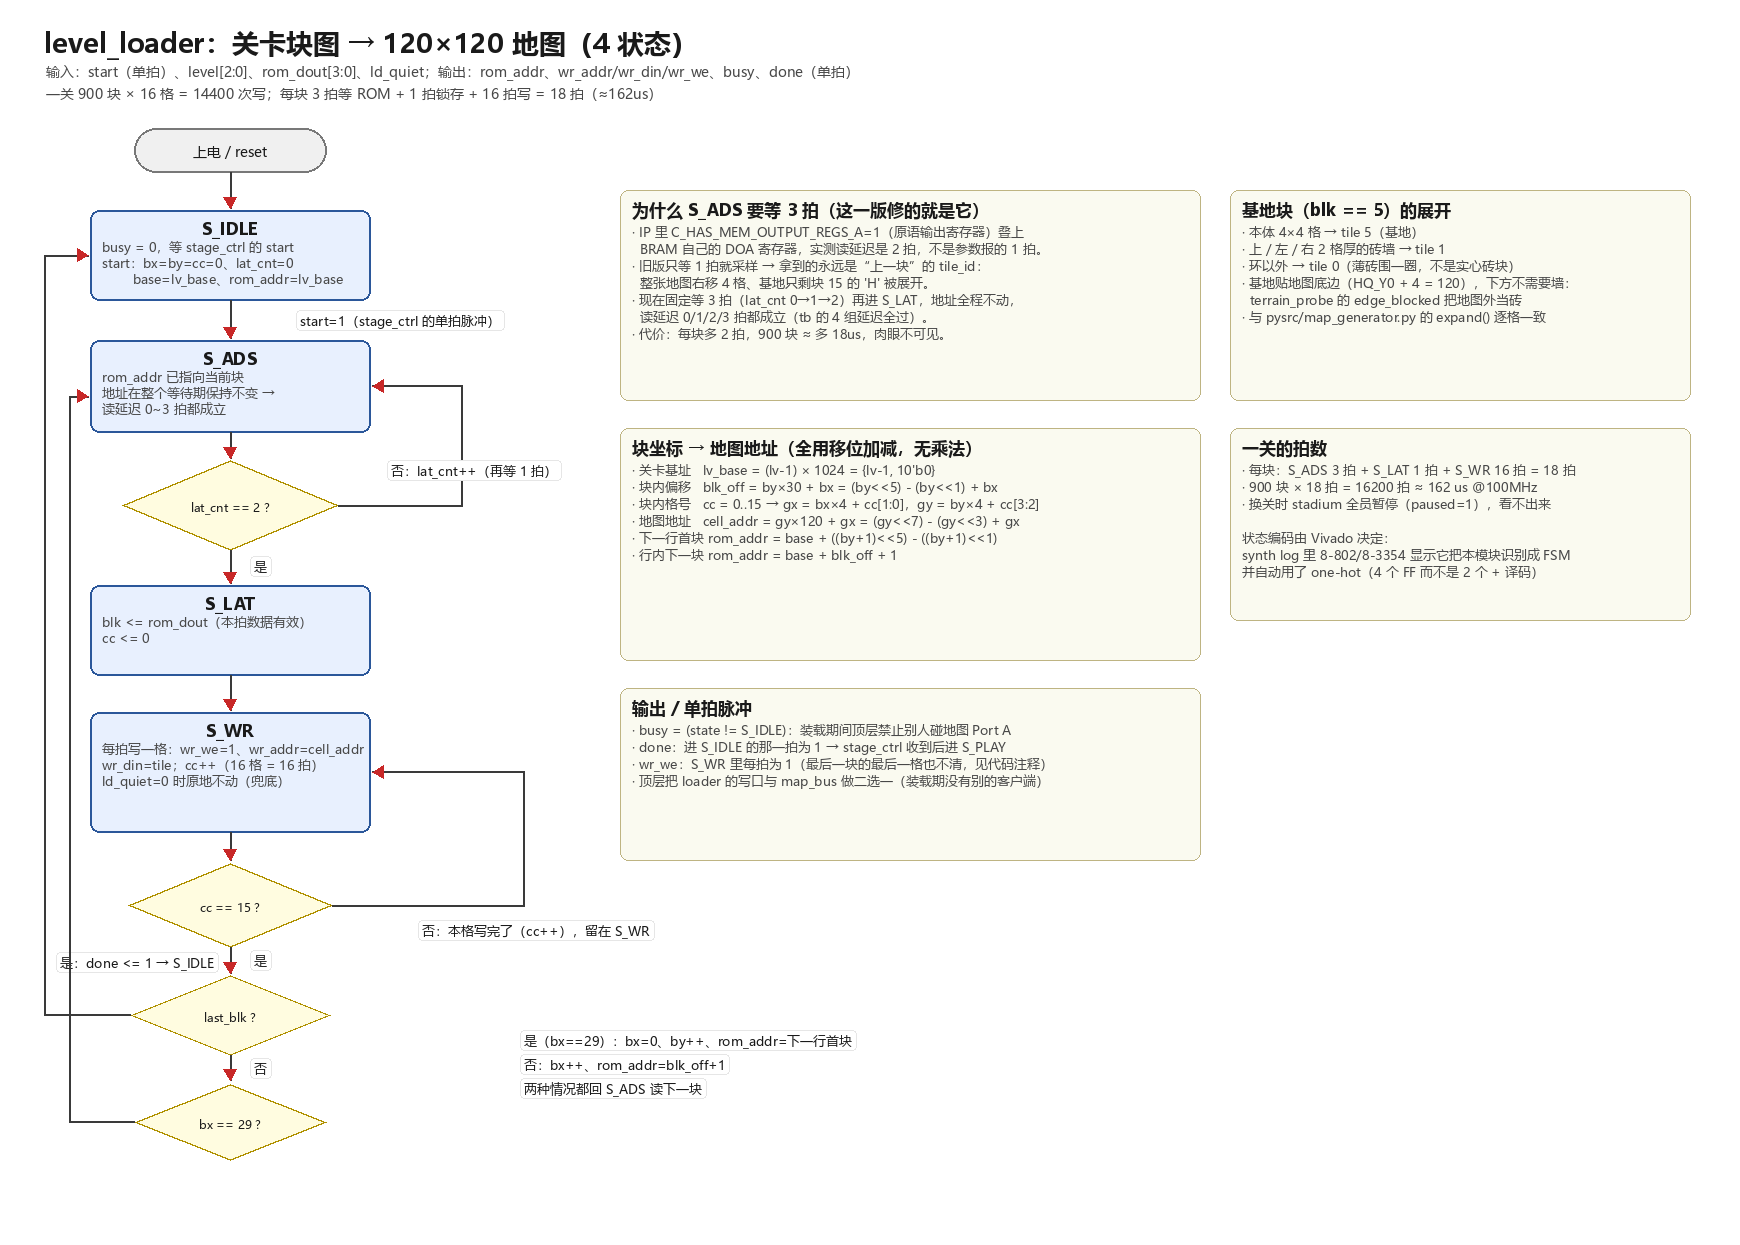 level_loader：关卡块图 → 120×120 地图（4 状态）
输入：start（单拍）、level[2:0]、rom_dout[3:0]、ld_quiet；输出：rom_addr、wr_addr/wr_din/wr_we、busy、done（单拍）
一关 900 块 × 16 格 = 14400 次写；每块 3 拍等 ROM + 1 拍锁存 + 16 拍写 = 18 拍（≈162us）
上电 / reset
S_IDLE
busy = 0，等 stage_ctrl 的 start
start：bx=by=cc=0、lat_cnt=0
base=lv_base、rom_addr=lv_base
start=1（stage_ctrl 的单拍脉冲）
S_ADS
rom_addr 已指向当前块
地址在整个等待期保持不变 →
读延迟 0~3 拍都成立
否：lat_cnt++（再等 1 拍）
lat_cnt == 2 ?
是
S_LAT
blk <= rom_dout（本拍数据有效）
cc <= 0
S_WR
每拍写一格：wr_we=1、wr_addr=cell_addr
wr_din=tile；cc++（16 格 = 16 拍）
ld_quiet=0 时原地不动（兜底）
cc == 15 ?
否：本格写完了（cc++），留在 S_WR
是：done <= 1 → S_IDLE
是
last_blk ?
否
bx == 29 ?
是（bx==29）：bx=0、by++、rom_addr=下一行首块
否：bx++、rom_addr=blk_off+1
两种情况都回 S_ADS 读下一块
为什么 S_ADS 要等 3 拍（这一版修的就是它）
· IP 里 C_HAS_MEM_OUTPUT_REGS_A=1（原语输出寄存器）叠上
BRAM 自己的 DOA 寄存器，实测读延迟是 2 拍，不是参数报的 1 拍。
· 旧版只等 1 拍就采样 → 拿到的永远是“上一块”的 tile_id：
整张地图右移 4 格、基地只剩块 15 的 'H' 被展开。
· 现在固定等 3 拍（lat_cnt 0→1→2）再进 S_LAT，地址全程不动，
读延迟 0/1/2/3 拍都成立（tb 的 4 组延迟全过）。
· 代价：每块多 2 拍，900 块 ≈ 多 18us，肉眼不可见。
块坐标 → 地图地址（全用移位加减，无乘法）
· 关卡基址 lv_base = (lv-1) × 1024 = {lv-1, 10'b0}
· 块内偏移 blk_off = by×30 + bx = (by<<5) - (by<<1) + bx
· 块内格号 cc = 0..15 → gx = bx×4 + cc[1:0]，gy = by×4 + cc[3:2]
· 地图地址 cell_addr = gy×120 + gx = (gy<<7) - (gy<<3) + gx
· 下一行首块 rom_addr = base + ((by+1)<<5) - ((by+1)<<1)
· 行内下一块 rom_addr = base + blk_off + 1
输出 / 单拍脉冲
· busy = (state != S_IDLE)：装载期间顶层禁止别人碰地图 Port A
· done：进 S_IDLE 的那一拍为 1 → stage_ctrl 收到后进 S_PLAY
· wr_we：S_WR 里每拍为 1（最后一块的最后一格也不清，见代码注释）
· 顶层把 loader 的写口与 map_bus 做二选一（装载期没有别的客户端）
基地块（blk == 5）的展开
· 本体 4×4 格 → tile 5（基地）
· 上 / 左 / 右 2 格厚的砖墙 → tile 1
· 环以外 → tile 0（薄砖围一圈，不是实心砖块）
· 基地贴地图底边（HQ_Y0 + 4 = 120），下方不需要墙：
terrain_probe 的 edge_blocked 把地图外当砖
· 与 pysrc/map_generator.py 的 expand() 逐格一致
一关的拍数
· 每块：S_ADS 3 拍 + S_LAT 1 拍 + S_WR 16 拍 = 18 拍
· 900 块 × 18 拍 = 16200 拍 ≈ 162 us @100MHz
· 换关时 stadium 全员暂停（paused=1），看不出来
状态编码由 Vivado 决定：
synth log 里 8-802/8-3354 显示它把本模块识别成 FSM
并自动用了 one-hot（4 个 FF 而不是 2 个 + 译码）